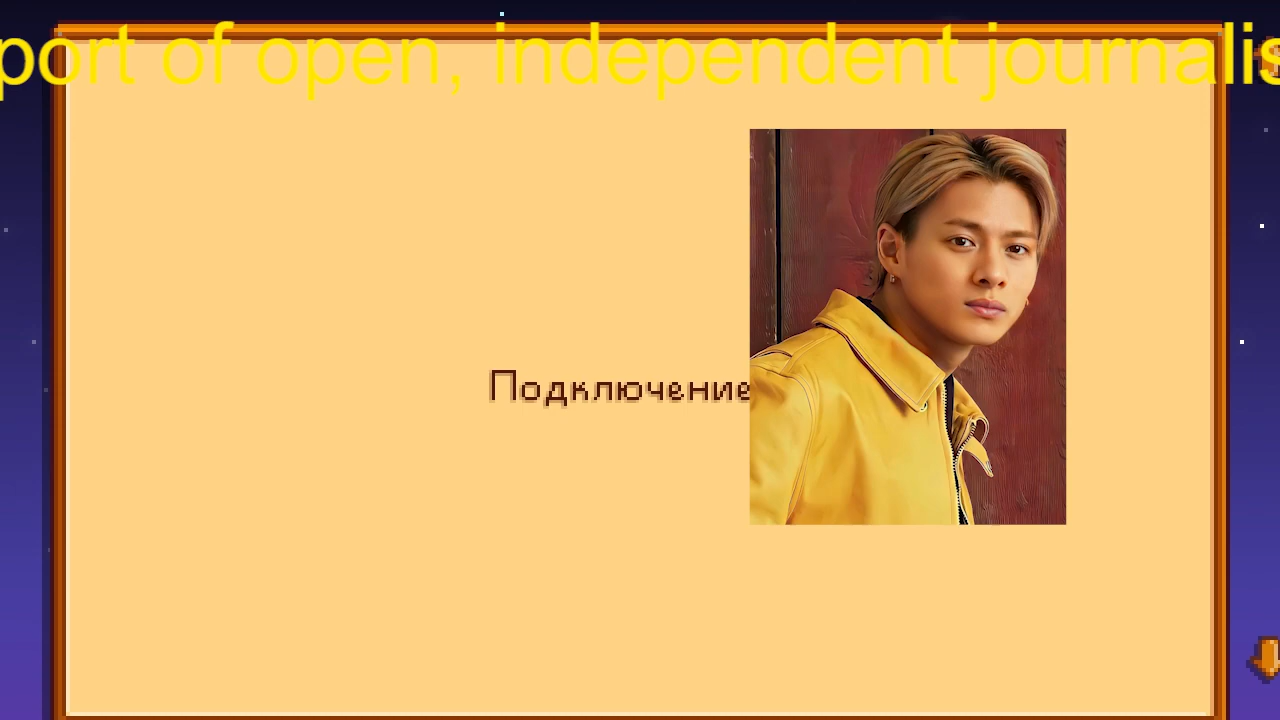 port of open, independent journalis
Подключение